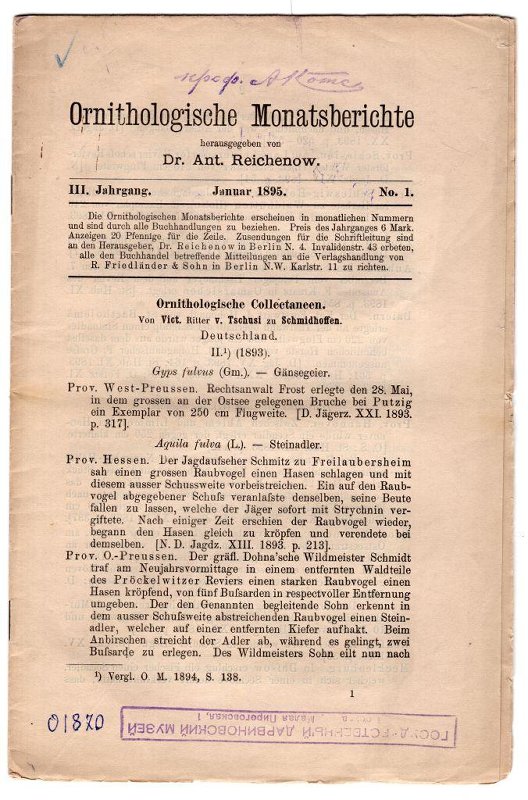 проф. А Котс
Ornithologische Monatsberichte
herausgegeben von
Dr. Ant. Reichenow.
III. Jahrgang. Januar 1895. No. 1.
Die Ornithologischen Monatsberichte erscheinen in monatlichen Nummern
und sind durch alle Buchhandlungen zu beziehen. Preis des Jahrganges 6 Mark.
Anzeigen 20 Pfennige für die Zeile. Zusendungen für die Schriftleitung sind
an den Herausgeber, Dr. Reichenow in Berlin N. 4. Invalidenstr. 43 erbeten,
alle den Buchhandel betreffende Mitteilungen an die Verlagshandlung von
R. Friedländer & Sohn in Berlin N.W. Karlstr. 11 zu richten.
Ornithologische Collectaneen.
Von Vict. Ritter v. Tschusi zu Schmidhoffen.
Deutschland.
II.¹) (1893).
Gyps fulvus (Gm.). — Gänsegeier.
Prov. West-Preussen. Rechtsanwalt Frost erlegte den 28. Mai,
in dem grossen an der Ostsee gelegenen Bruche bei Putzig
ein Exemplar von 250 cm Flugweite. [D. Jägerz. XXI. 1893.
p. 317].
Aquila fulva (L.). — Steinadler.
Prov. Hessen. Der Jagdaufseher Schmitz zu Freilaubersheim
sah einen grossen Raubvogel einen Hasen schlagen und mit
diesem ausser Schussweite vorbeistreichen. Ein auf den Raub-
vogel abgegebener Schufs veranlafste denselben, seine Beute
fallen zu lassen, welche der Jäger sofort mit Strychnin ver-
giftete. Nach einiger Zeit erschien der Raubvogel wieder,
begann den Hasen gleich zu kröpfen und verendete bei
demselben. [N. D. Jagdz. XIII. 1893. p. 213].
Prov. O.-Preussen. Der gräfl. Dohna'sche Wildmeister Schmidt
traf am Neujahrsvormittage in einem entfernten Waldteile
des Pröckelwitzer Reviers einen starken Raubvogel einen
Hasen kröpfend, von fünf Bufsarden in respectvoller Entfernung
umgeben. Der den Genannten begleitende Sohn erkennt in
dem ausser Schufsweite abstreichenden Raubvogel einen Stein-
adler, welcher auf einer entfernten Kiefer aufhakt. Beim
Anbirschen streicht der Adler ab, während es gelingt, zwei
Bufsarde zu erlegen. Des Wildmeisters Sohn eilt nun nach
¹) Vergl. O. M. 1894, S. 138.
1
01870
ГОСУДАРСТВЕННЫЙ ДАРВИНОВСКИЙ МУЗЕЙ
Малая Пироговская, 1